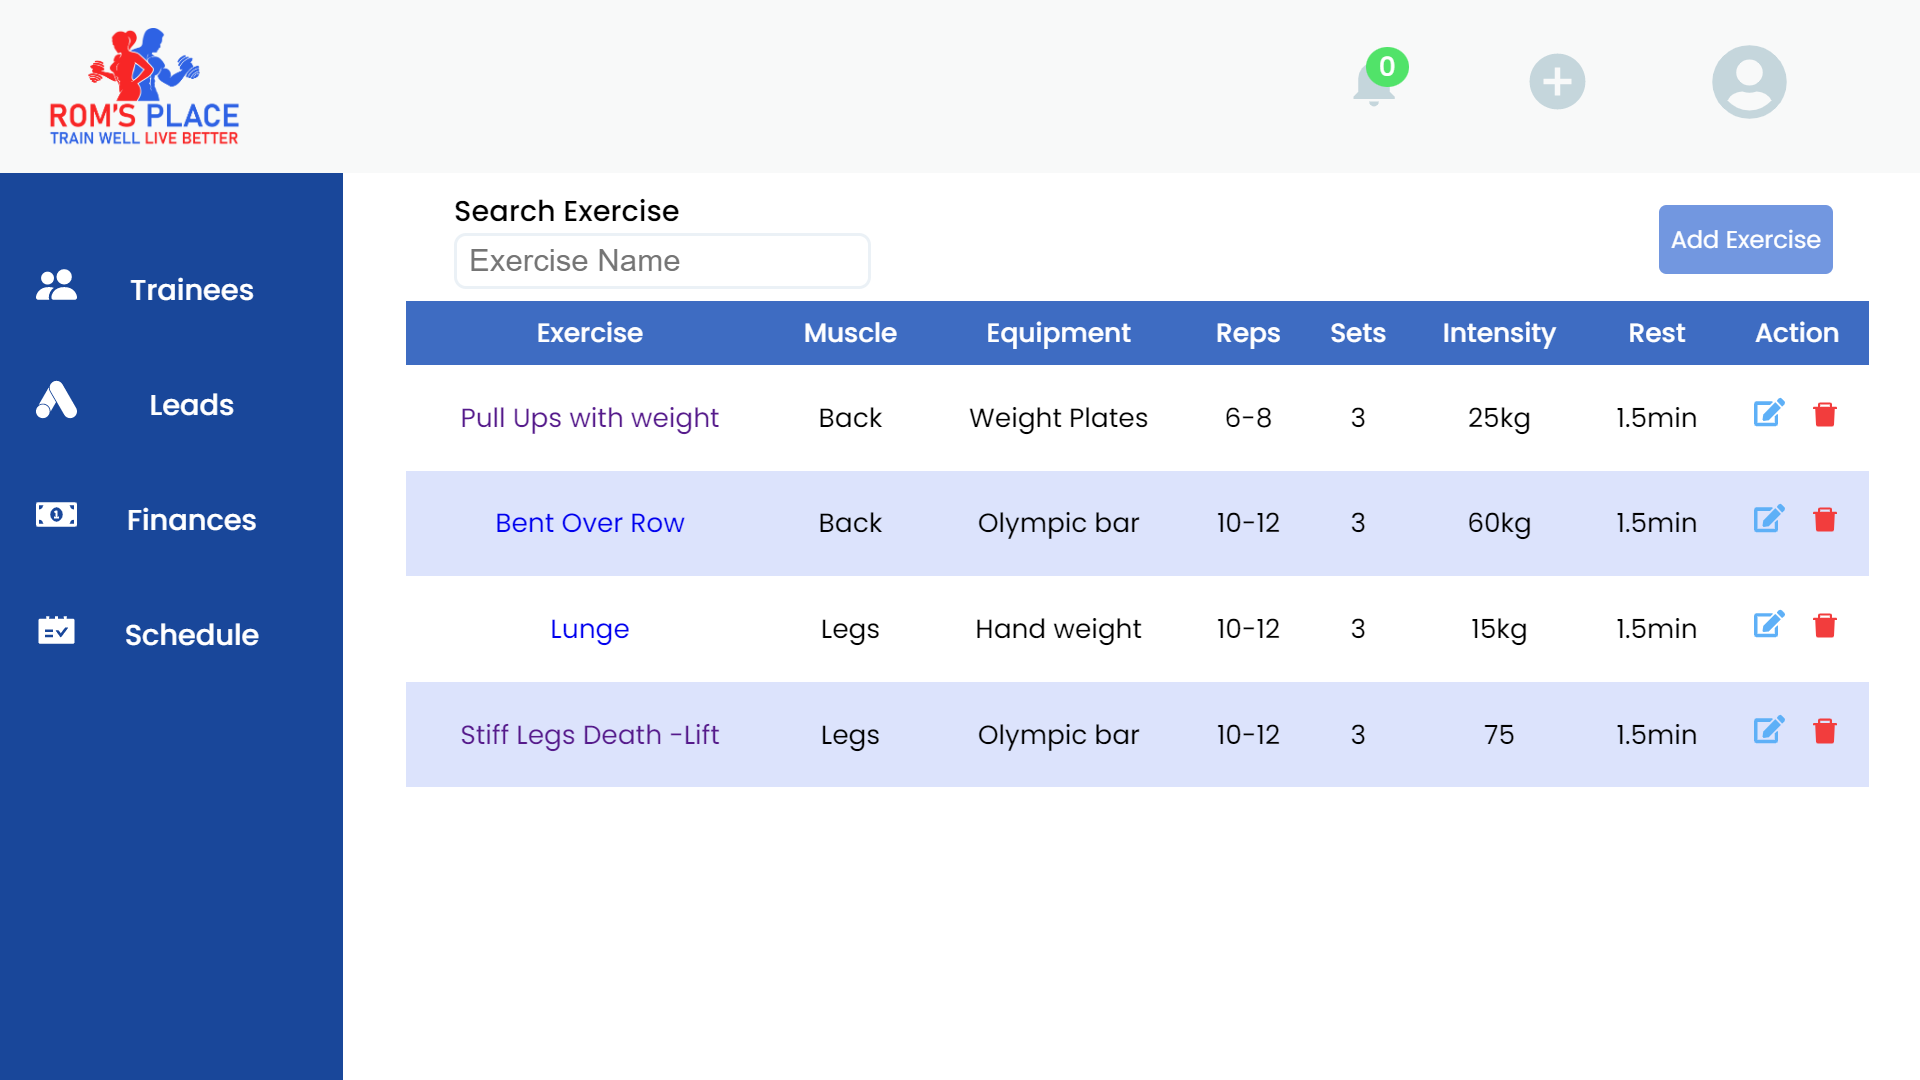 ROM'S PLACE
TRAIN WELL LIVE BETTER
0
Trainees
Leads
Finances
Schedule
Search Exercise
Exercise Name
Add Exercise
Exercise Muscle Equipment Reps Sets Intensity Rest Action
Pull Ups with weight Back Weight Plates 6-8 3 25kg 1.5min
Bent Over Row Back Olympic bar 10-12 3 60kg 1.5min
Lunge Legs Hand weight 10-12 3 15kg 1.5min
Stiff Legs Death -Lift Legs Olympic bar 10-12 3 75 1.5min